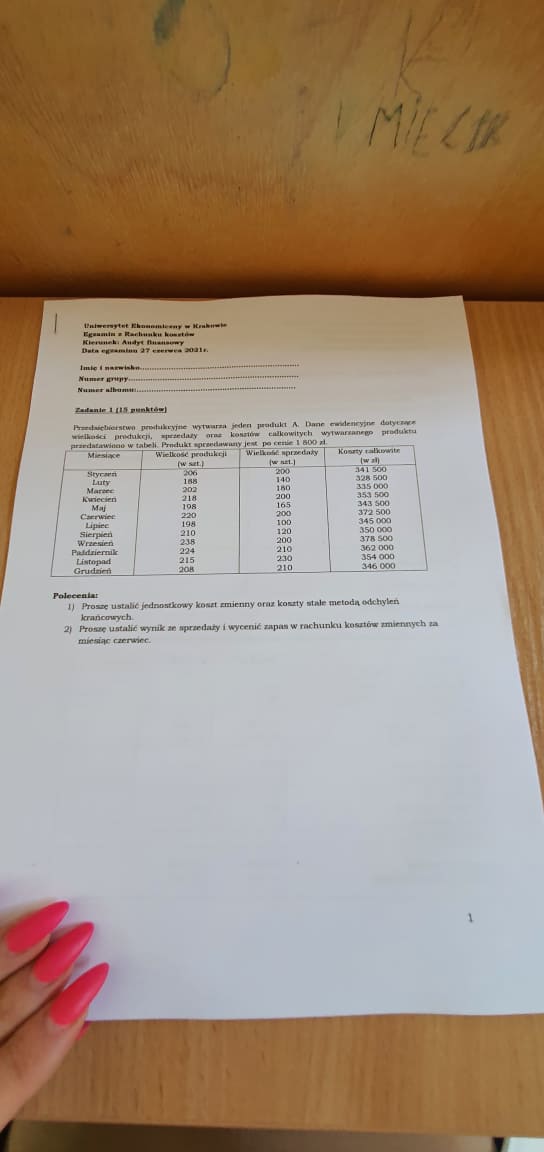 K
MIECIR
Uniwersytet Ekonomiczny w Krakowie
Egzamin z Rachunku kosztów
Kierunek: Audyt finansowy
Data egzaminu 27 czerwca 2021r.
Imię i nazwisko
Numer grupy
Numer albumu:
Zadanie 1 (15 punktów)
Przedsiębiorstwo produkcyjne wytwarza jeden produkt A. Dane ewidencyjne dotyczące
wielkości produkcji, sprzedaży oraz kosztów całkowitych wytwarzanego produktu
przedstawiono w tabeli. Produkt sprzedawany jest po cenie 1 800 zł.
Miesiące Wielkość produkcji (w szt.) Wielkość sprzedaży (w szt.) Koszty całkowite (w zł)
Styczeń 206 200 341 500
Luty 188 140 328 500
Marzec 202 180 335 000
Kwiecień 218 200 353 500
Maj 198 165 343 500
Czerwiec 220 200 372 500
Lipiec 198 100 345 000
Sierpień 210 120 350 000
Wrzesień 238 200 378 500
Październik 224 210 362 000
Listopad 215 230 354 000
Grudzień 208 210 346 000
Polecenia:
1) Proszę ustalić jednostkowy koszt zmienny oraz koszty stałe metodą odchyleń
krańcowych.
2) Proszę ustalić wynik ze sprzedaży i wycenić zapas w rachunku kosztów zmiennych za
miesiąc czerwiec.
1